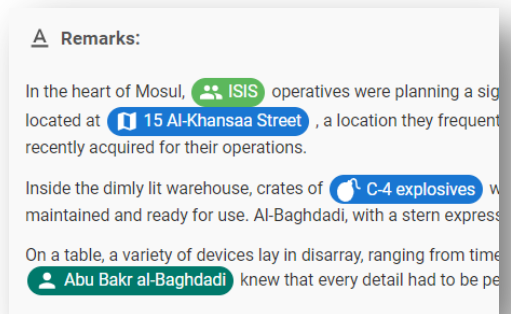 Remarks:
In the heart of Mosul, ISIS operatives were planning a sig
located at 15 Al-Khansaa Street , a location they frequent
recently acquired for their operations.
Inside the dimly lit warehouse, crates of C-4 explosives w
maintained and ready for use. Al-Baghdadi, with a stern express
On a table, a variety of devices lay in disarray, ranging from time
Abu Bakr al-Baghdadi knew that every detail had to be pe